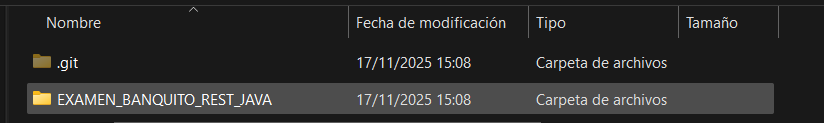 Nombre Fecha de modificación Tipo Tamaño
.git 17/11/2025 15:08 Carpeta de archivos
EXAMEN_BANQUITO_REST_JAVA 17/11/2025 15:08 Carpeta de archivos